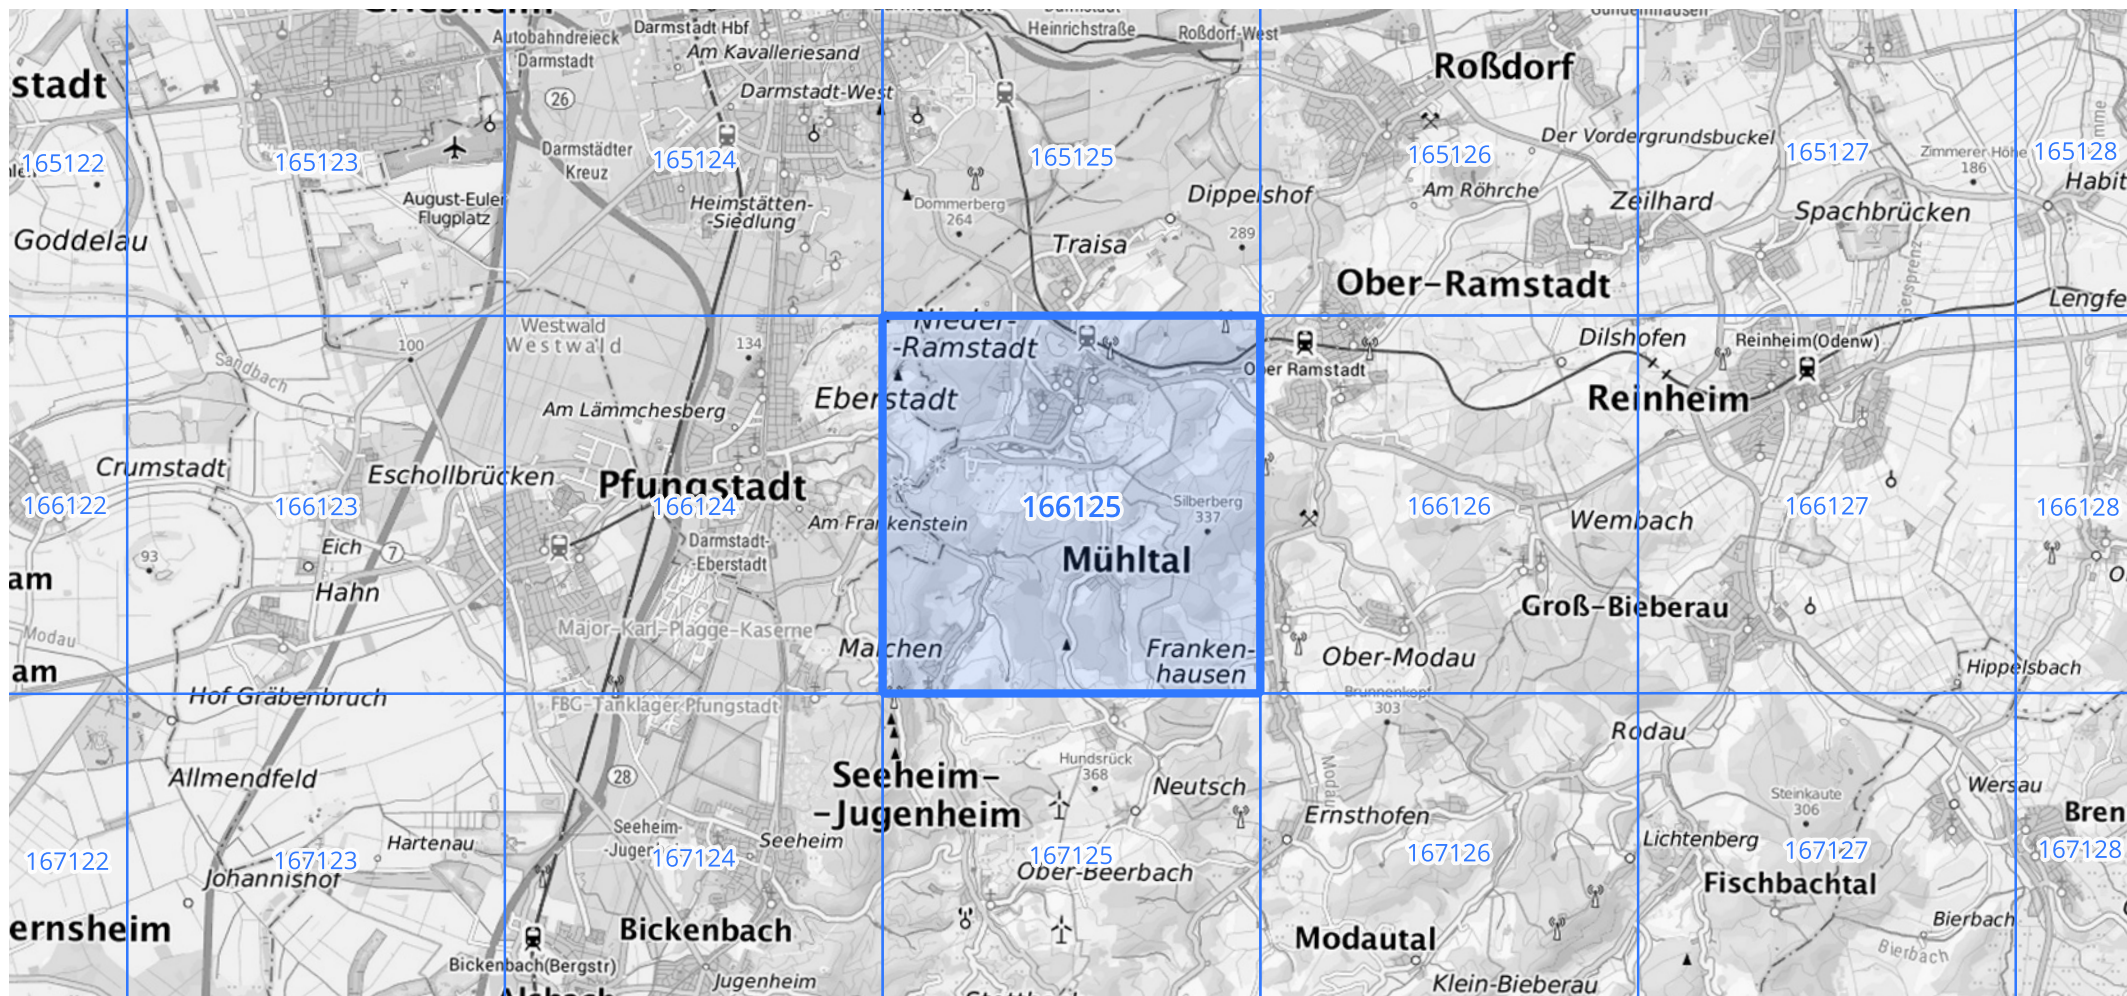 Griesheim
Darmstadt Hbf
Heinrichstraße
Roßdorf-West
Autobahndreieck
Darmstadt
Am Kavalleriesand
Roßdorf
stadt
26
Darmstadt-West
Der Vordergrundsbuckel
165122
165123
Darmstädter
Kreuz
165124
165125
165126
165127
Zimmerer Höhe
186
165128
Habit
August-Euler
Flugplatz
Heimstätten-
-Siedlung
Dommerberg
264
Dippelshof
Am Röhrche
Zeilhard
Spachbrücken
Goddelau
Traisa
289
Gersprenz
Ober-Ramstadt
Lengfe
Westwald
Westwald
Nieder-
-Ramstadt
Sandbach
100
134
Ober Ramstadt
Dilshofen
Reinheim(Odenw)
Am Lämmchesberg
Eberstadt
Reinheim
Crumstadt
Eschollbrücken
Pfungstadt
166122
166123
166124
Am Frankenstein
166125
Silberberg
337
166126
Wembach
166127
166128
93
Eich
7
Hahn
Darmstadt-
-Eberstadt
Mühltal
am
Groß-Bieberau
Modau
Major-Karl-Plagge-Kaserne
Malchen
Franken-
hausen
Ober-Modau
Hippelsbach
am
Hof Gräbenbruch
FBG-Tanklager Pfungstadt
Brunnenkopf
303
Rodau
Allmendfeld
28
Seeheim-
-Jugenheim
Hundsrück
368
Neutsch
Modau
Ernsthofen
Steinkaute
306
Wersau
Bren
Hartenau
Seeheim-
-Jugenheim
Seeheim
Lichtenberg
167122
167123
167124
167125
167126
167127
167128
Johannishof
Ober-Beerbach
Fischbachtal
ernsheim
Bickenbach
Modautal
Bierbach
Bierbach
Bickenbach(Bergstr)
Jugenheim
Klein-Bieberau
Alsbach